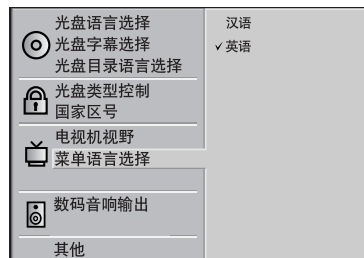 光盘语言选择
光盘字幕选择
光盘目录语言选择
光盘类型控制
国家区号
电视机视野
菜单语言选择
数码音响输出
其他
汉语
✓英语